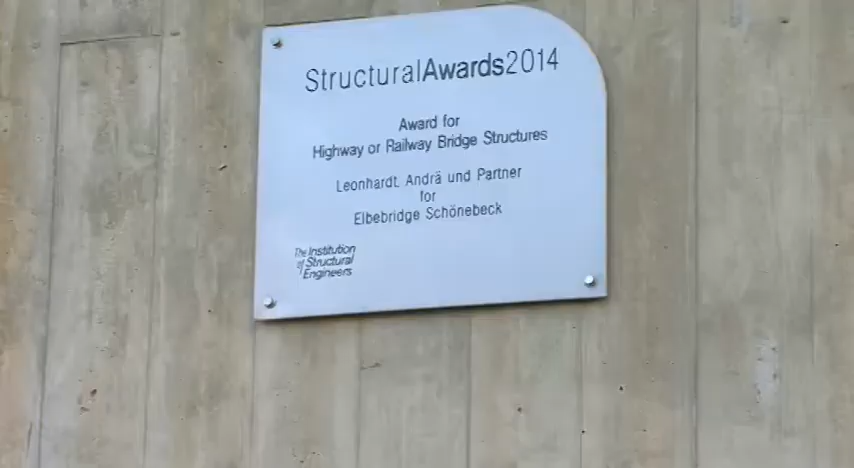 StructuralAwards2014
Award for
Highway or Railway Bridge Structures
Leonhardt, Andrä und Partner
for
Elbebridge Schönebeck
The Institution
of Structural
Engineers